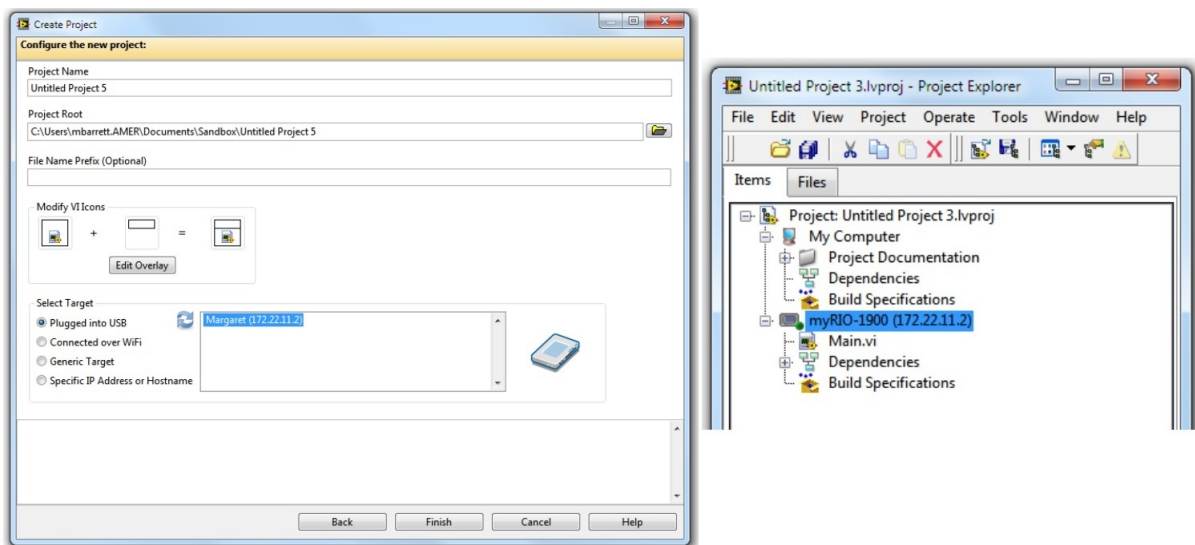 Create Project
Configure the new project:
Project Name
Untitled Project 5
Project Root
C:\Users\mbarrett.AMER\Documents\Sandbox\Untitled Project 5
File Name Prefix (Optional)
Modify VI Icons
+ =
Edit Overlay
Select Target
Plugged into USB
Margaret (172.22.11.2)
Connected over WiFi
Generic Target
Specific IP Address or Hostname
Back Finish Cancel Help
Untitled Project 3.lvproj - Project Explorer
File Edit View Project Operate Tools Window Help
Items Files
Project: Untitled Project 3.lvproj
My Computer
Project Documentation
Dependencies
Build Specifications
myRIO-1900 (172.22.11.2)
Main.vi
Dependencies
Build Specifications